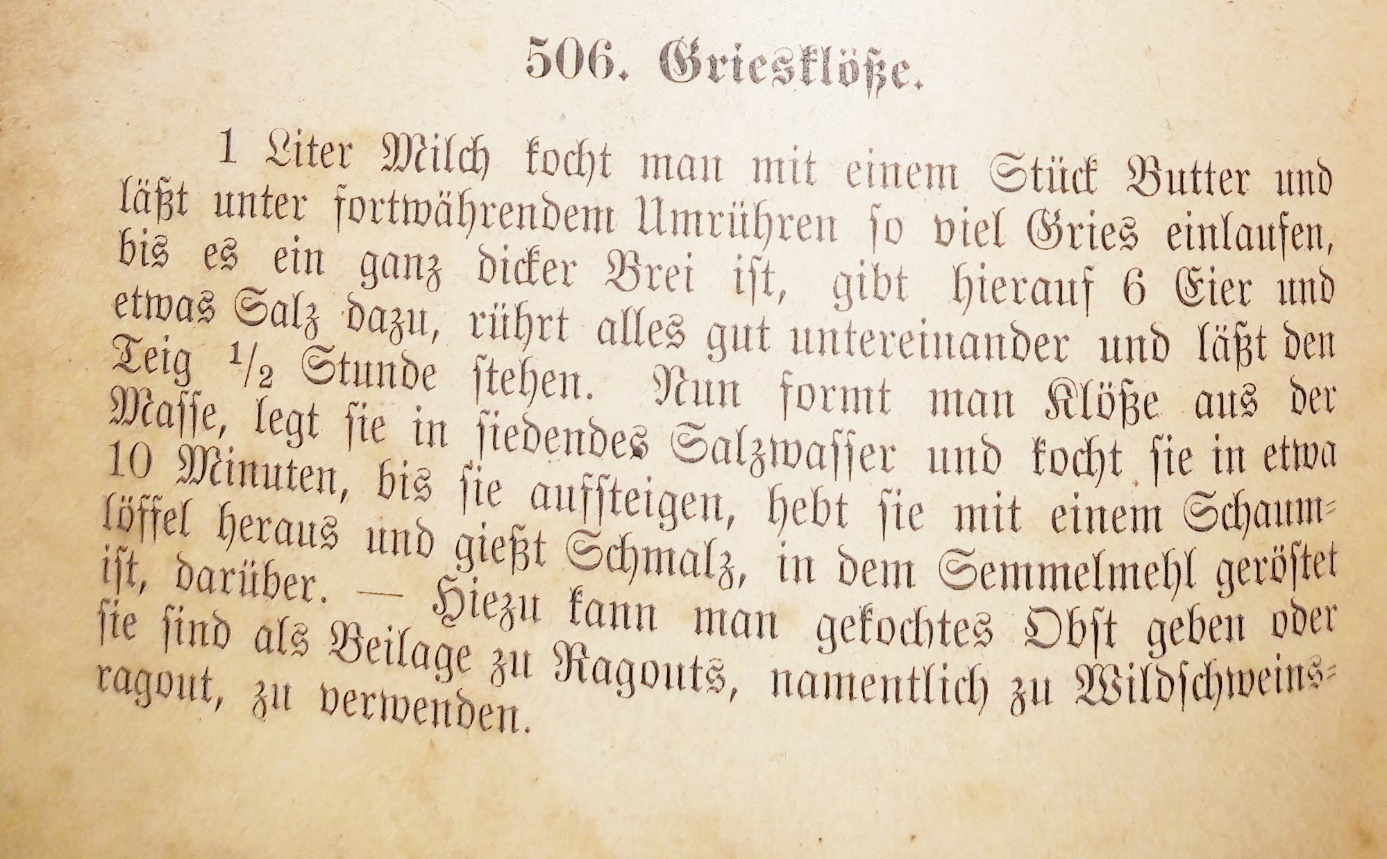 506. Griesklöße.
1 Liter Milch kocht man mit einem Stück Butter und
läßt unter fortwährendem Umrühren so viel Gries einlaufen,
bis es ein ganz dicker Brei ist, gibt hierauf 6 Eier und
etwas Salz dazu, rührt alles gut untereinander und läßt den
Teig 1/2 Stunde stehen. Nun formt man Klöße aus der
Masse, legt sie in siedendes Salzwasser und kocht sie in etwa
10 Minuten, bis sie aufsteigen, hebt sie mit einem Schaum-
löffel heraus und gießt Schmalz, in dem Semmelmehl geröstet
ist, darüber. — Hiezu kann man gekochtes Obst geben oder
sie sind als Beilage zu Ragouts, namentlich zu Wildschweins-
ragout, zu verwenden.